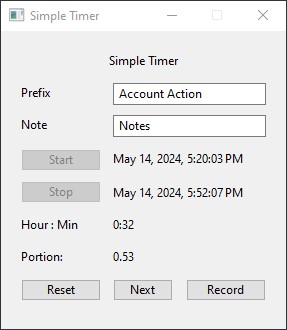 Simple Timer
Simple Timer
Prefix Account Action
Note Notes
Start May 14, 2024, 5:20:03 PM
Stop May 14, 2024, 5:52:07 PM
Hour : Min 0:32
Portion: 0.53
Reset Next Record